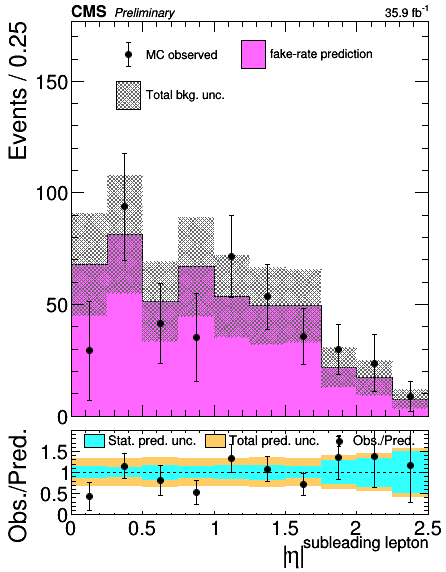 CMS Preliminary 35.9 fb⁻¹
MC observed
fake-rate prediction
Total bkg. unc.
Events / 0.25
150
100
50
0
Stat. pred. unc.
Total pred. unc.
Obs./Pred.
Obs./Pred.
1.5
1
0.5
0
0 0.5 1 1.5 2 2.5
|η|subleading lepton